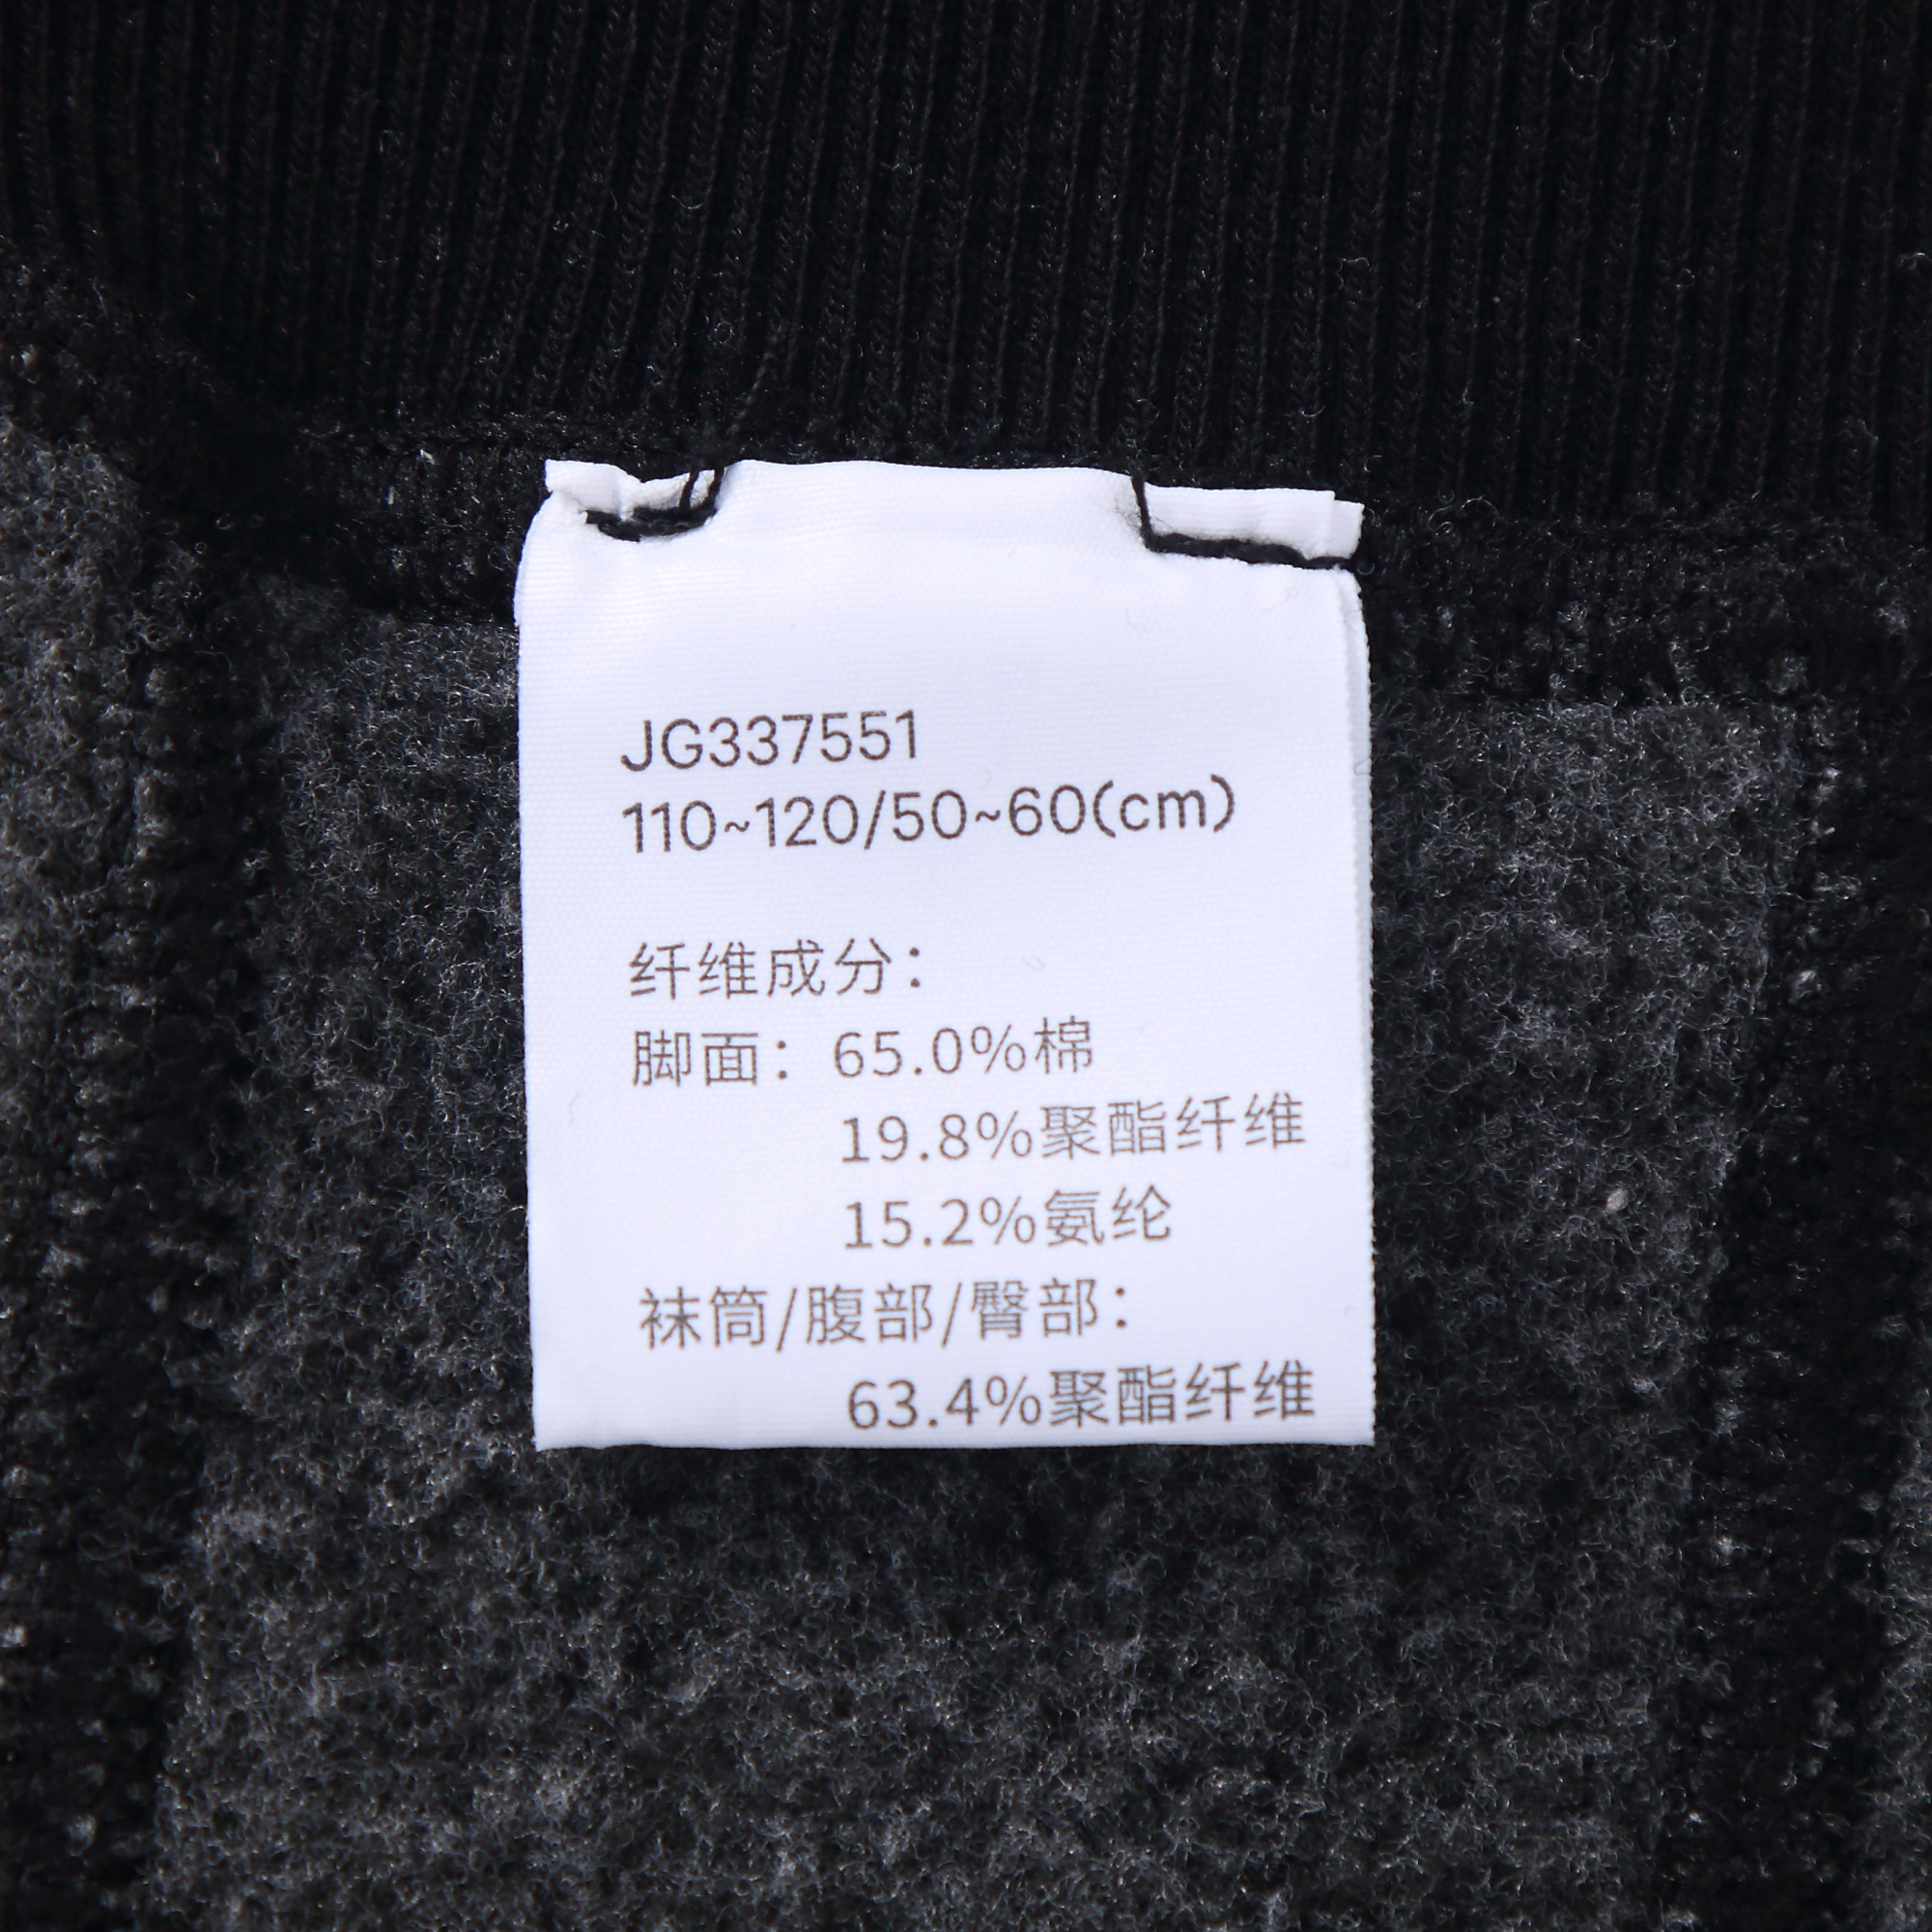 JG337551
110~120/50~60(cm)
纤维成分：
脚面：65.0%棉
19.8%聚酯纤维
15.2%氨纶
袜筒/腹部/臀部：
63.4%聚酯纤维